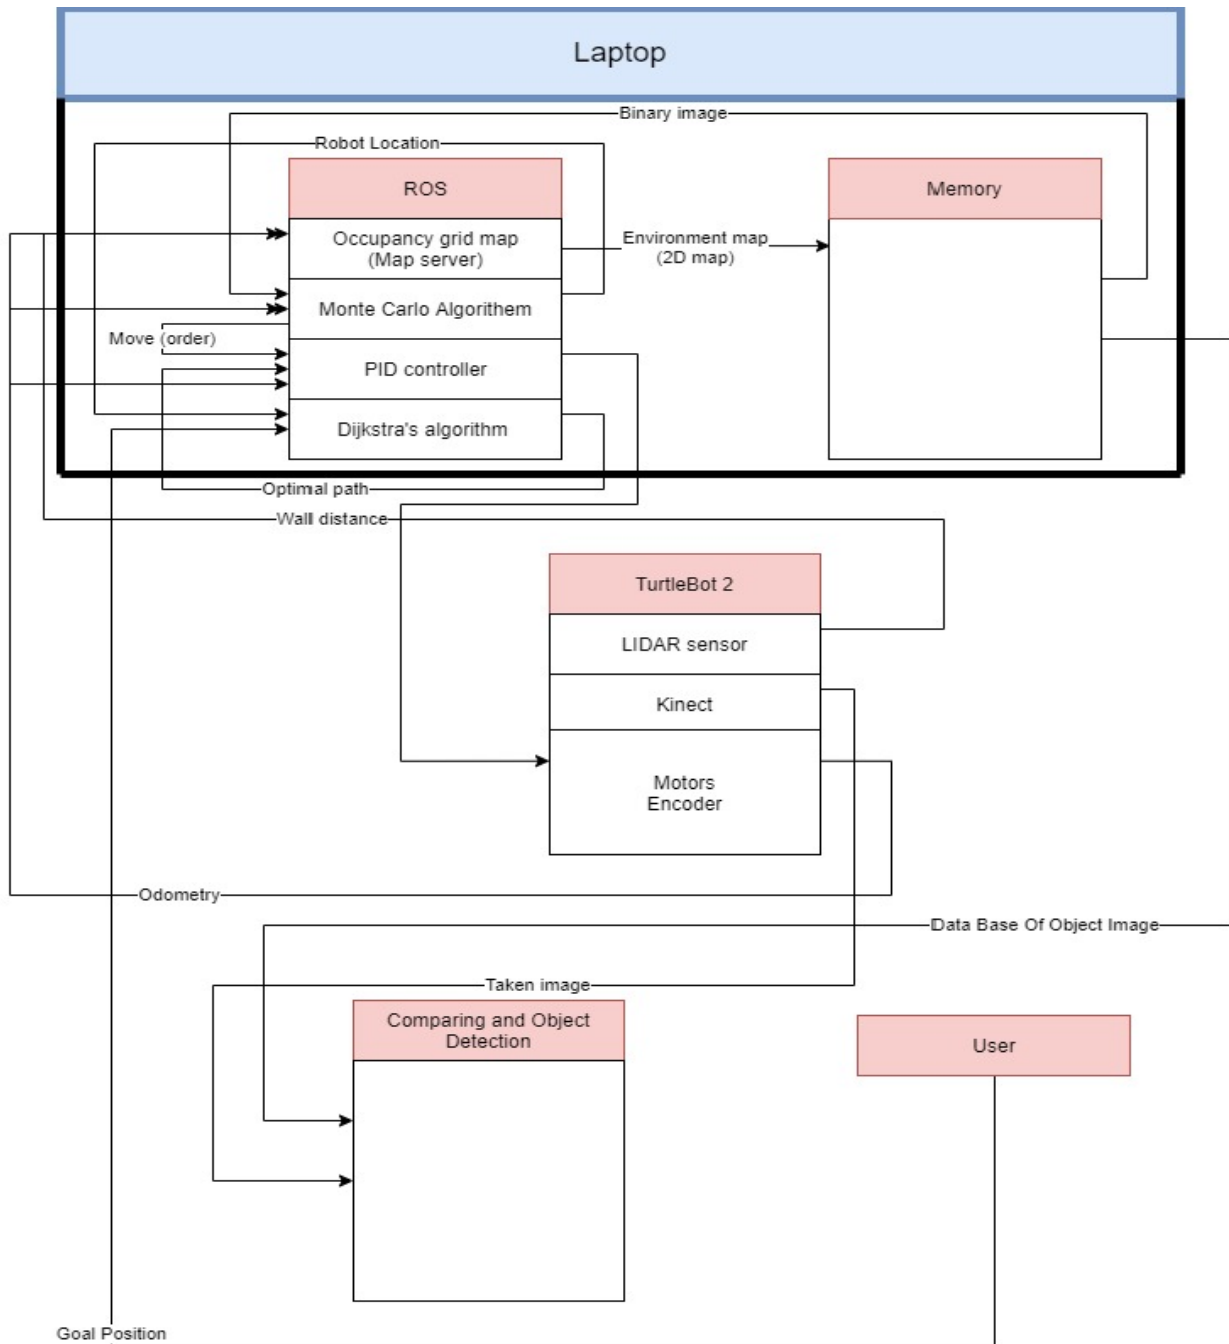 Laptop
Binary image
Robot Location
ROS
Memory
Occupancy grid map
(Map server)
Environment map
(2D map)
Monte Carlo Algorithem
Move (order)
PID controller
Dijkstra's algorithm
Optimal path
Wall distance
TurtleBot 2
LIDAR sensor
Kinect
Motors
Encoder
Odometry
Data Base Of Object Image
Taken image
Comparing and Object
Detection
User
Goal Position